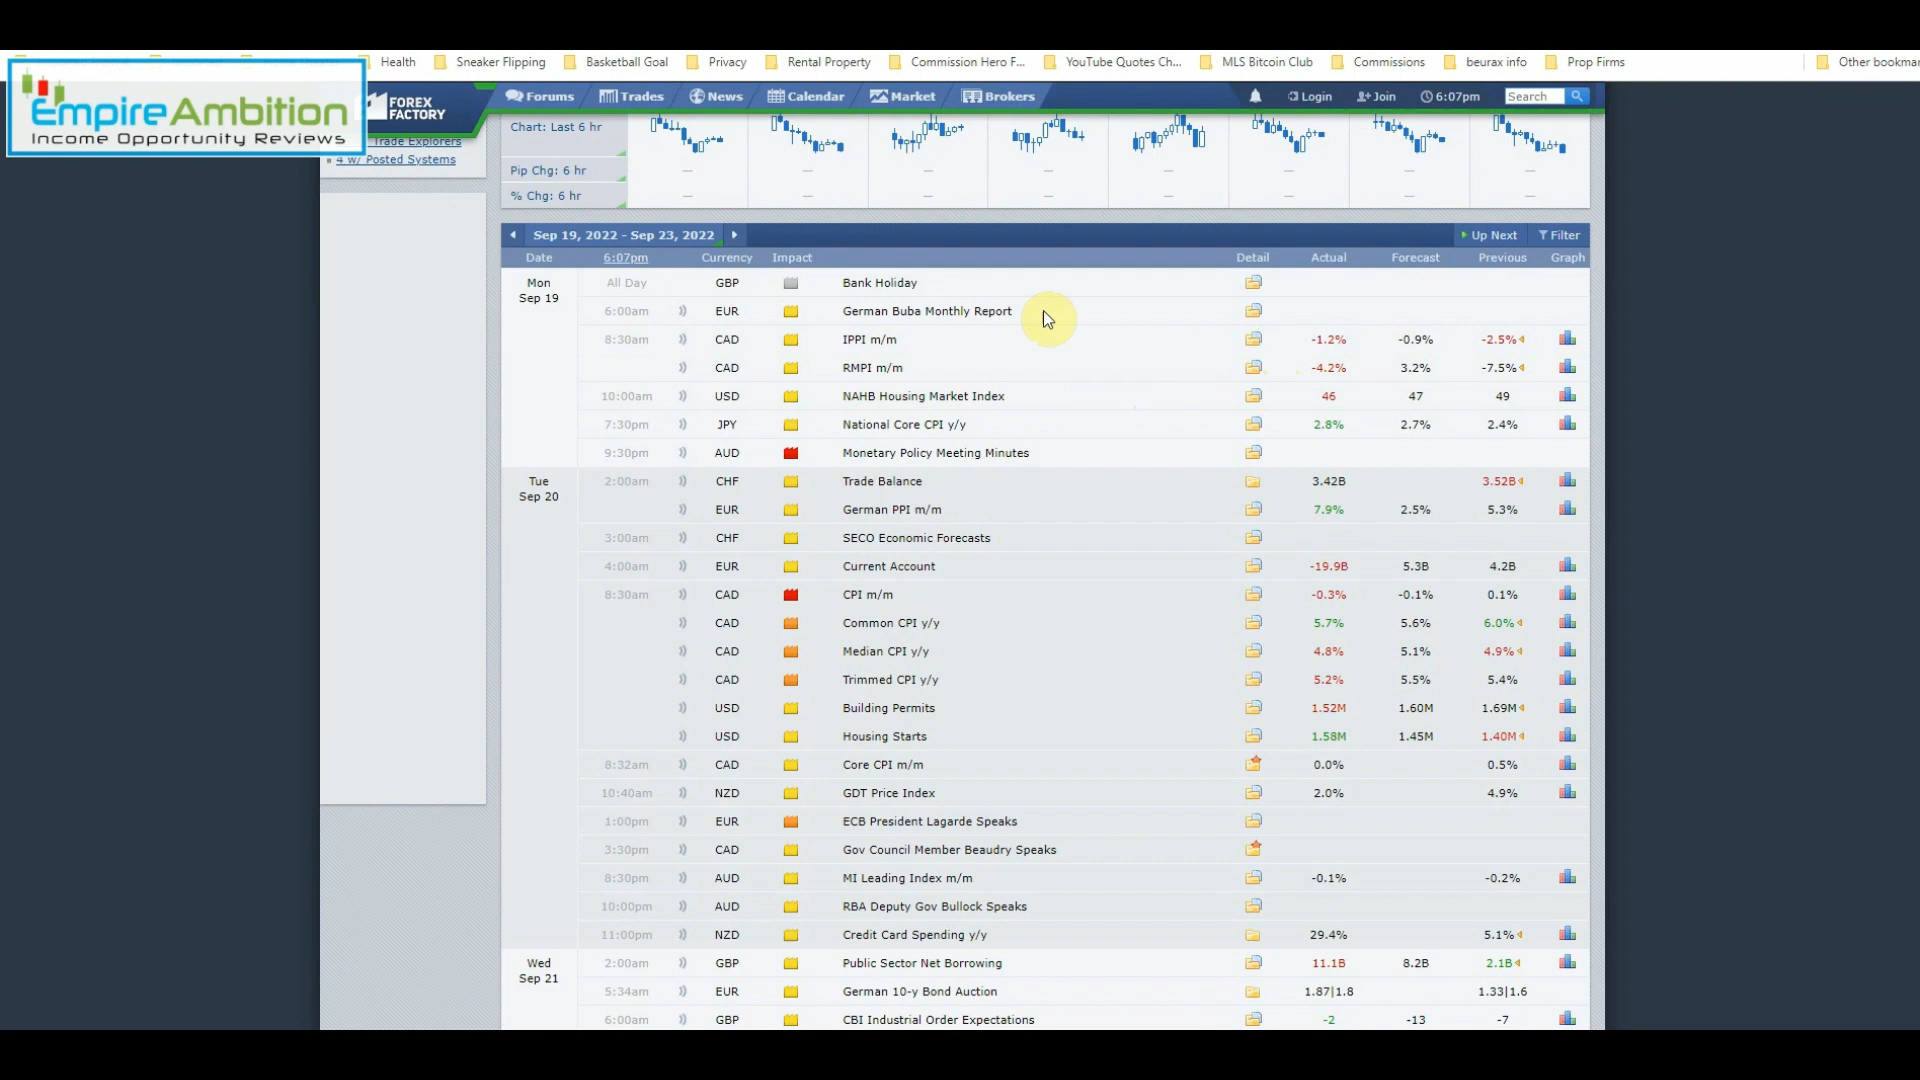 Health Sneaker Flipping Basketball Goal Privacy Rental Property Commission Hero F... YouTube Quotes Ch... MLS Bitcoin Club Commissions beurax info Prop Firms Other bookmar
EmpireAmbition
Income Opportunity Reviews
FOREX
FACTORY
Forums Trades News Calendar Market Brokers Login Join 6:07pm Search
Trade Explorers
4 w/ Posted Systems
Chart: Last 6 hr
Pip Chg: 6 hr — — — — — — — —
% Chg: 6 hr — — — — — — — —
Sep 19, 2022 - Sep 23, 2022 Up Next Filter
Date 6:07pm Currency Impact Detail Actual Forecast Previous Graph
Mon
Sep 19
All Day GBP Bank Holiday
6:00am EUR German Buba Monthly Report
8:30am CAD IPPI m/m -1.2% -0.9% -2.5%
CAD RMPI m/m -4.2% 3.2% -7.5%
10:00am USD NAHB Housing Market Index 46 47 49
7:30pm JPY National Core CPI y/y 2.8% 2.7% 2.4%
9:30pm AUD Monetary Policy Meeting Minutes
Tue
Sep 20
2:00am CHF Trade Balance 3.42B 3.52B
EUR German PPI m/m 7.9% 2.5% 5.3%
3:00am CHF SECO Economic Forecasts
4:00am EUR Current Account -19.9B 5.3B 4.2B
8:30am CAD CPI m/m -0.3% -0.1% 0.1%
CAD Common CPI y/y 5.7% 5.6% 6.0%
CAD Median CPI y/y 4.8% 5.1% 4.9%
CAD Trimmed CPI y/y 5.2% 5.5% 5.4%
USD Building Permits 1.52M 1.60M 1.69M
USD Housing Starts 1.58M 1.45M 1.40M
8:32am CAD Core CPI m/m 0.0% 0.5%
10:40am NZD GDT Price Index 2.0% 4.9%
1:00pm EUR ECB President Lagarde Speaks
3:30pm CAD Gov Council Member Beaudry Speaks
8:30pm AUD MI Leading Index m/m -0.1% -0.2%
10:00pm AUD RBA Deputy Gov Bullock Speaks
11:00pm NZD Credit Card Spending y/y 29.4% 5.1%
Wed
Sep 21
2:00am GBP Public Sector Net Borrowing 11.1B 8.2B 2.1B
5:34am EUR German 10-y Bond Auction 1.87|1.8 1.33|1.6
6:00am GBP CBI Industrial Order Expectations -2 -13 -7